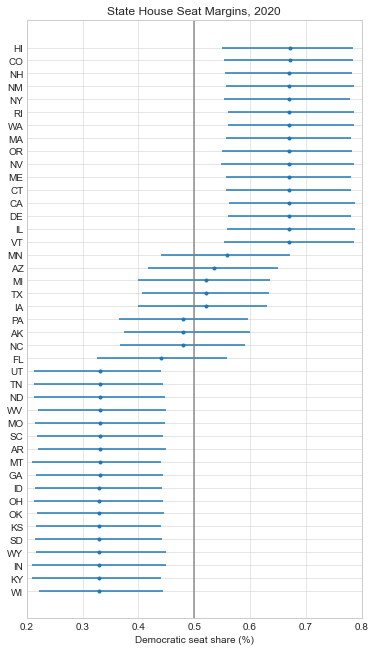 State House Seat Margins, 2020
HI
CO
NH
NM
NY
RI
WA
MA
OR
NV
ME
CT
CA
DE
IL
VT
MN
AZ
MI
TX
IA
PA
AK
NC
FL
UT
TN
ND
WV
MO
SC
AR
MT
GA
ID
OH
OK
KS
SD
WY
IN
KY
WI
0.2 0.3 0.4 0.5 0.6 0.7 0.8
Democratic seat share (%)